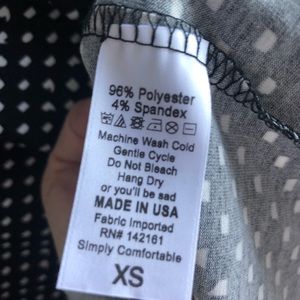 96% Polyester
4% Spandex
Machine Wash Cold
Gentle Cycle
Do Not Bleach
Hang Dry
or you'll be sad
MADE IN USA
Fabric Imported
RN# 142161
Simply Comfortable
XS